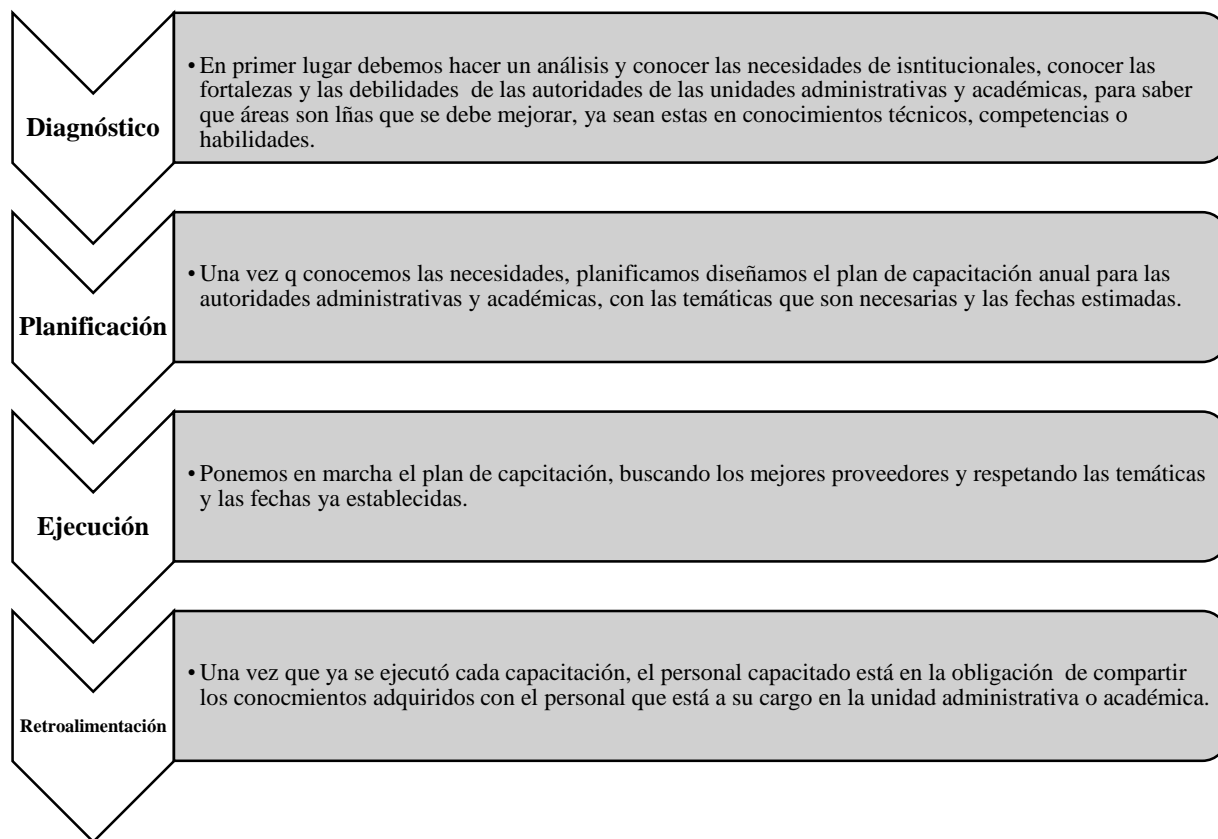 Diagnóstico
• En primer lugar debemos hacer un análisis y conocer las necesidades de isntitucionales, conocer las
fortalezas y las debilidades de las autoridades de las unidades administrativas y académicas, para saber
que áreas son lñas que se debe mejorar, ya sean estas en conocimientos técnicos, competencias o
habilidades.
Planificación
• Una vez q conocemos las necesidades, planificamos diseñamos el plan de capacitación anual para las
autoridades administrativas y académicas, con las temáticas que son necesarias y las fechas estimadas.
Ejecución
• Ponemos en marcha el plan de capcitación, buscando los mejores proveedores y respetando las temáticas
y las fechas ya establecidas.
Retroalimentación
• Una vez que ya se ejecutó cada capacitación, el personal capacitado está en la obligación de compartir
los conocmientos adquiridos con el personal que está a su cargo en la unidad administrativa o académica.